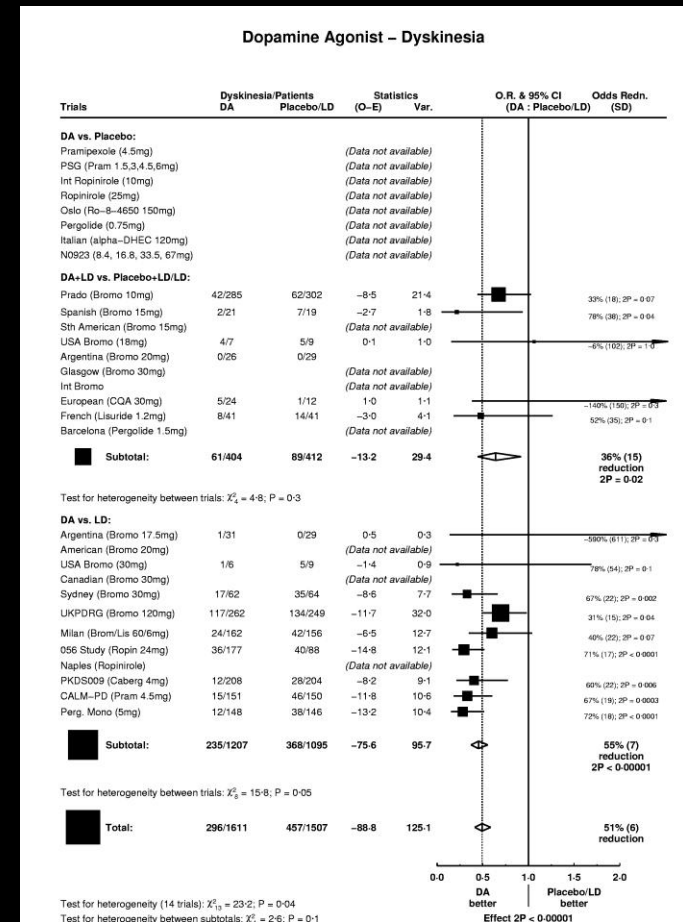 Dopamine Agonist – Dyskinesia
Dyskinesia/Patients Statistics O.R. & 95% CI Odds Redn.
Trials DA Placebo/LD (O–E) Var. (DA : Placebo/LD) (SD)
DA vs. Placebo:
Pramipexole (4.5mg) (Data not available)
PSG (Pram 1.5,3,4.5,6mg) (Data not available)
Int Ropinirole (10mg) (Data not available)
Ropinirole (25mg) (Data not available)
Oslo (Ro–8–4650 150mg) (Data not available)
Pergolide (0.75mg) (Data not available)
Italian (alpha–DHEC 120mg) (Data not available)
N0923 (8.4, 16.8, 33.5, 67mg) (Data not available)
DA+LD vs. Placebo+LD/LD:
Prado (Bromo 10mg) 42/285 62/302 –8·5 21·4 33% (18); 2P = 0·07
Spanish (Bromo 15mg) 2/21 7/19 –2·7 1·8 78% (38); 2P = 0·04
Sth American (Bromo 15mg) (Data not available)
USA Bromo (18mg) 4/7 5/9 0·1 1·0 –6% (102); 2P = 1·0
Argentina (Bromo 20mg) 0/26 0/29
Glasgow (Bromo 30mg) (Data not available)
Int Bromo (Data not available)
European (CQA 30mg) 5/24 1/12 1·0 1·1 –140% (150); 2P = 0·3
French (Lisuride 1.2mg) 8/41 14/41 –3·0 4·1 52% (35); 2P = 0·1
Barcelona (Pergolide 1.5mg) (Data not available)
Subtotal: 61/404 89/412 –13·2 29·4 36% (15)
reduction
2P = 0·02
Test for heterogeneity between trials: χ²₄ = 4·8; P = 0·3
DA vs. LD:
Argentina (Bromo 17.5mg) 1/31 0/29 0·5 0·3 –590% (611); 2P = 0·3
American (Bromo 20mg) (Data not available)
USA Bromo (30mg) 1/6 5/9 –1·4 0·9 78% (54); 2P = 0·1
Canadian (Bromo 30mg) (Data not available)
Sydney (Bromo 30mg) 17/62 35/64 –8·6 7·7 67% (22); 2P = 0·002
UKPDRG (Bromo 120mg) 117/262 134/249 –11·7 32·0 31% (15); 2P = 0·04
Milan (Brom/Lis 60/6mg) 24/162 42/156 –6·5 12·7 40% (22); 2P = 0·07
056 Study (Ropin 24mg) 36/177 40/88 –14·8 12·1 71% (17); 2P < 0·0001
Naples (Ropinirole) (Data not available)
PKDS009 (Caberg 4mg) 12/208 28/204 –8·2 9·1 60% (22); 2P = 0·006
CALM–PD (Pram 4.5mg) 15/151 46/150 –11·8 10·6 67% (19); 2P = 0·0003
Perg. Mono (5mg) 12/148 38/146 –13·2 10·4 72% (18); 2P < 0·0001
Subtotal: 235/1207 368/1095 –75·6 95·7 55% (7)
reduction
2P < 0·00001
Test for heterogeneity between trials: χ²₈ = 15·8; P = 0·05
Total: 296/1611 457/1507 –88·8 125·1 51% (6)
reduction
0·0 0·5 1·0 1·5 2·0
DA Placebo/LD
better better
Test for heterogeneity (14 trials): χ²₁₃ = 23·2; P = 0·04
Test for heterogeneity between subtotals: χ² = 2·6; P = 0·1 Effect 2P < 0·00001